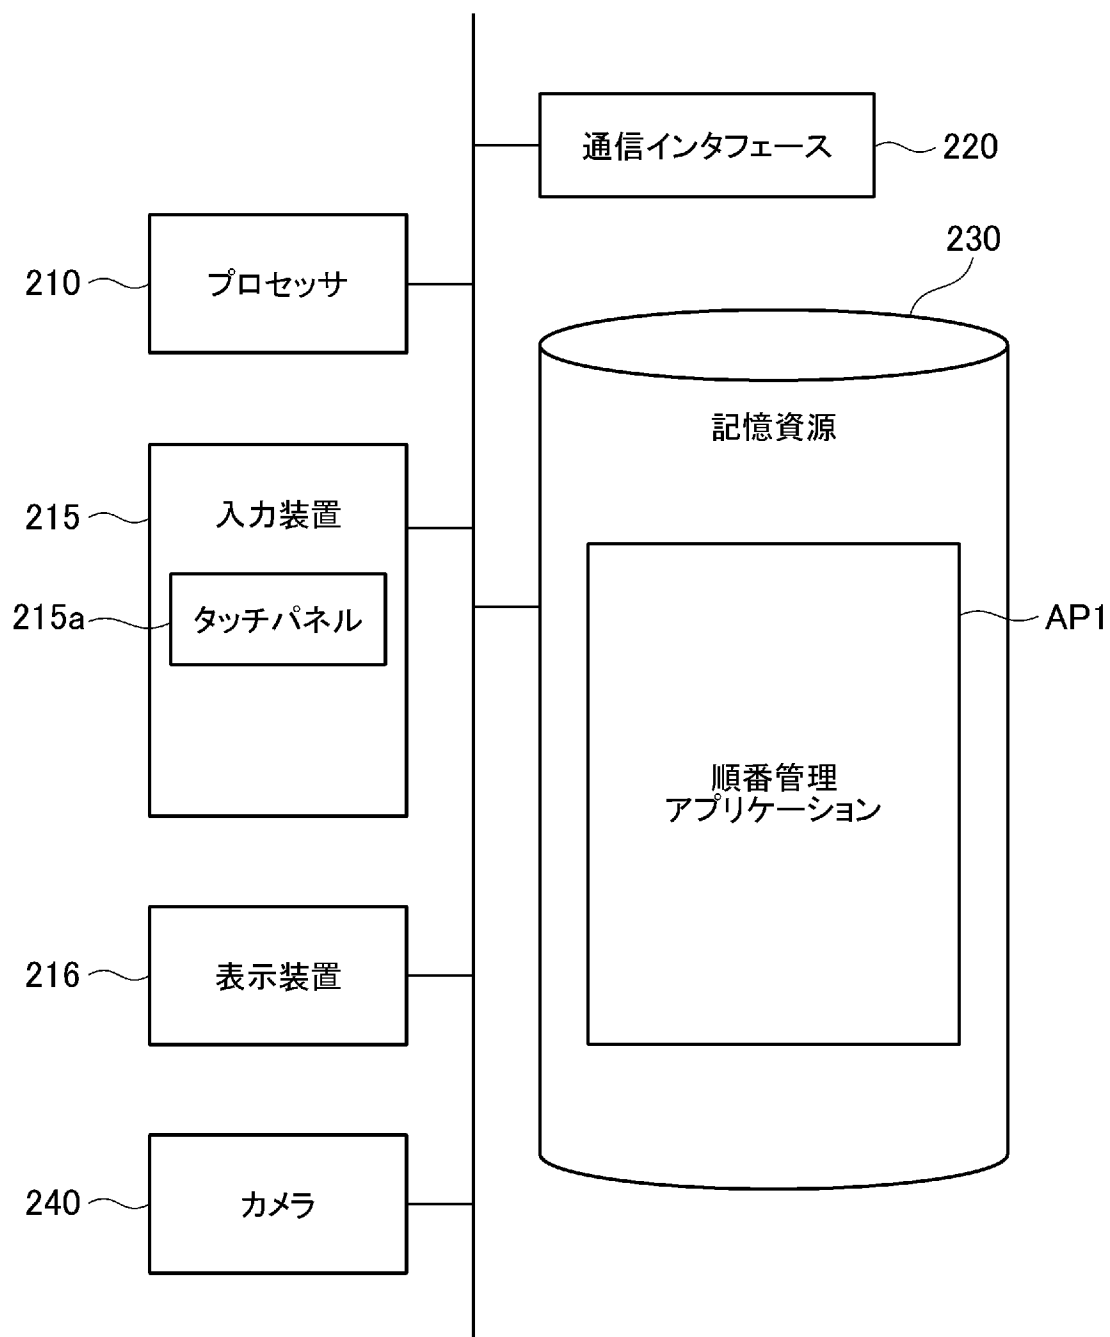 通信インタフェース
220
230
210
プロセッサ
記憶資源
215
入力装置
215a
タッチパネル
AP1
順番管理
アプリケーション
216
表示装置
240
カメラ